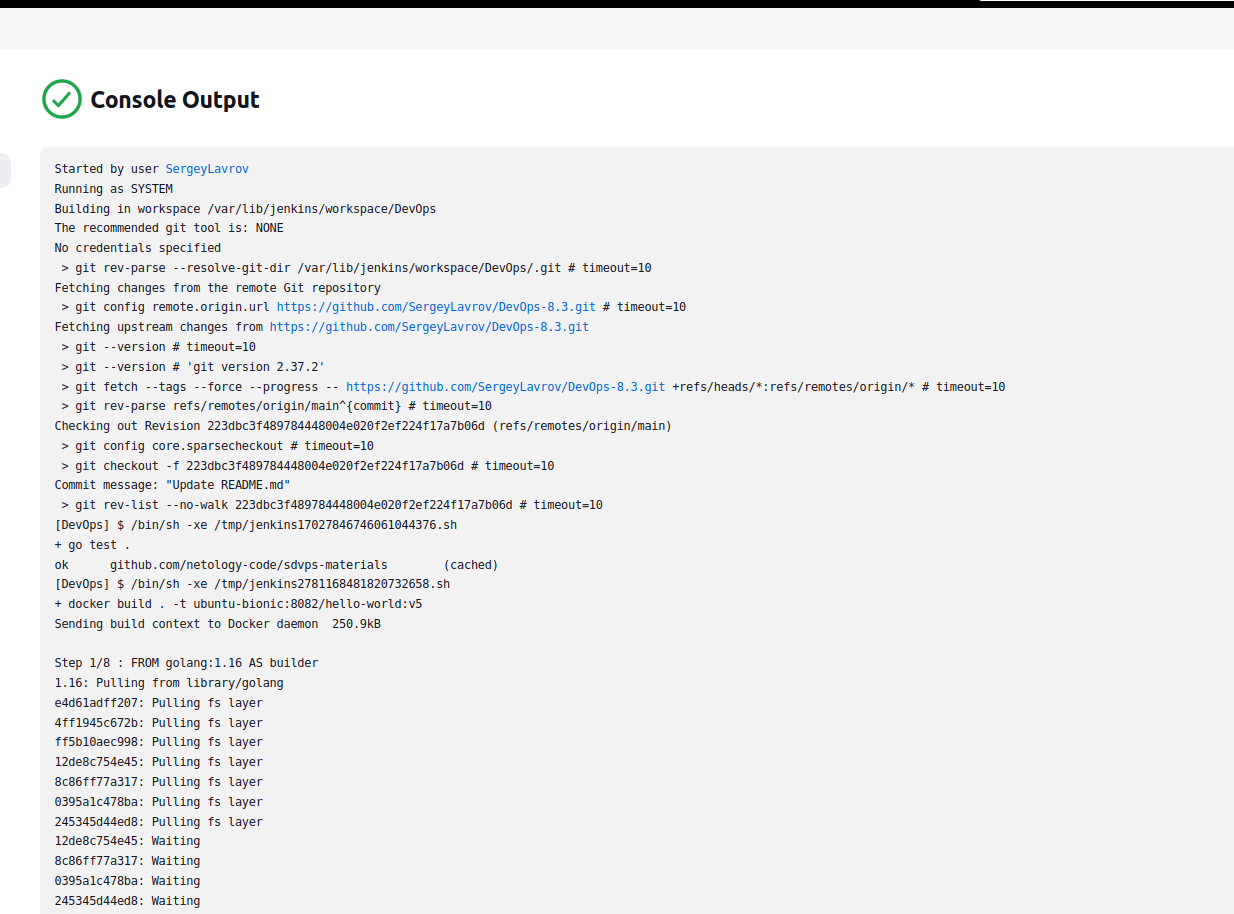 Console Output
Started by user SergeyLavrov
Running as SYSTEM
Building in workspace /var/lib/jenkins/workspace/DevOps
The recommended git tool is: NONE
No credentials specified
 > git rev-parse --resolve-git-dir /var/lib/jenkins/workspace/DevOps/.git # timeout=10
Fetching changes from the remote Git repository
 > git config remote.origin.url https://github.com/SergeyLavrov/DevOps-8.3.git # timeout=10
Fetching upstream changes from https://github.com/SergeyLavrov/DevOps-8.3.git
 > git --version # timeout=10
 > git --version # 'git version 2.37.2'
 > git fetch --tags --force --progress -- https://github.com/SergeyLavrov/DevOps-8.3.git +refs/heads/*:refs/remotes/origin/* # timeout=10
 > git rev-parse refs/remotes/origin/main^{commit} # timeout=10
Checking out Revision 223dbc3f489784448004e020f2ef224f17a7b06d (refs/remotes/origin/main)
 > git config core.sparsecheckout # timeout=10
 > git checkout -f 223dbc3f489784448004e020f2ef224f17a7b06d # timeout=10
Commit message: "Update README.md"
 > git rev-list --no-walk 223dbc3f489784448004e020f2ef224f17a7b06d # timeout=10
[DevOps] $ /bin/sh -xe /tmp/jenkins17027846746061044376.sh
+ go test .
ok      github.com/netology-code/sdvps-materials        (cached)
[DevOps] $ /bin/sh -xe /tmp/jenkins2781168481820732658.sh
+ docker build . -t ubuntu-bionic:8082/hello-world:v5
Sending build context to Docker daemon  250.9kB
Step 1/8 : FROM golang:1.16 AS builder
1.16: Pulling from library/golang
e4d61adff207: Pulling fs layer
4ff1945c672b: Pulling fs layer
ff5b10aec998: Pulling fs layer
12de8c754e45: Pulling fs layer
8c86ff77a317: Pulling fs layer
0395a1c478ba: Pulling fs layer
245345d44ed8: Pulling fs layer
12de8c754e45: Waiting
8c86ff77a317: Waiting
0395a1c478ba: Waiting
245345d44ed8: Waiting